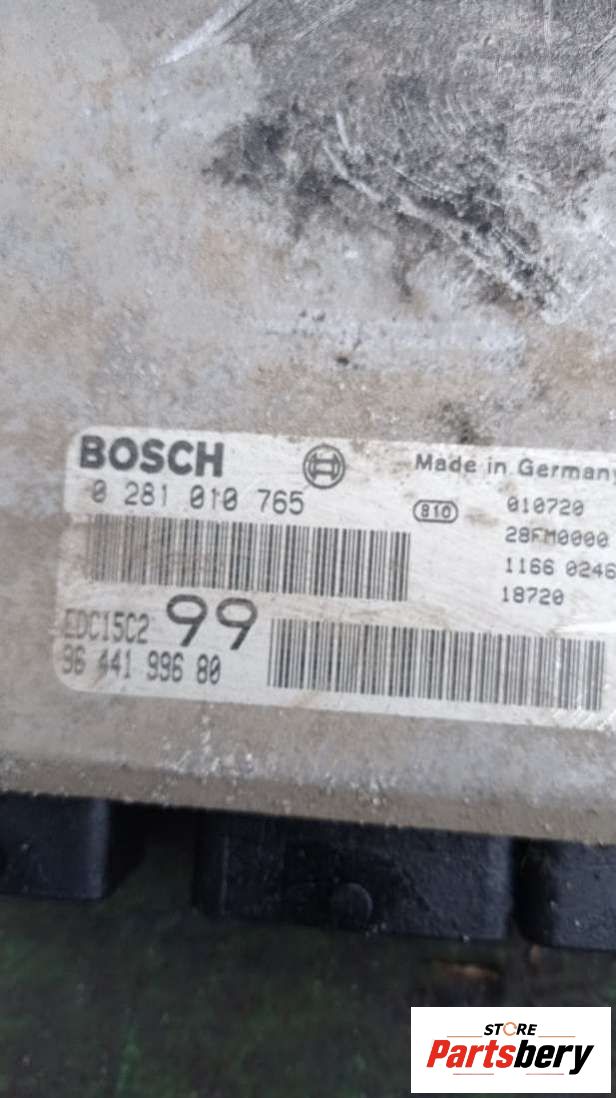 BOSCH
Made in Germany
0 281 010 765
810
010720
28FM0000
1166 0246
18720
EDC15C2 99
96 441 996 80
STORE
Partsbery